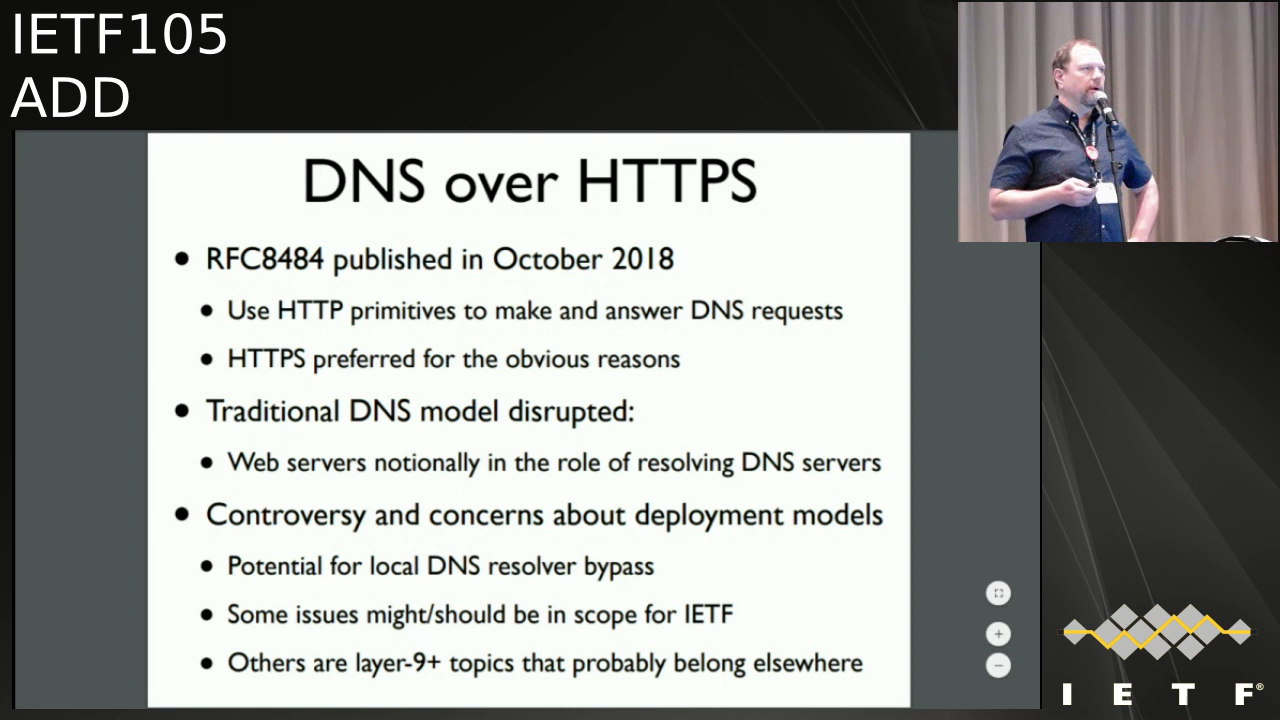 IETF105
ADD
DNS over HTTPS
• RFC8484 published in October 2018
• Use HTTP primitives to make and answer DNS requests
• HTTPS preferred for the obvious reasons
• Traditional DNS model disrupted:
• Web servers notionally in the role of resolving DNS servers
• Controversy and concerns about deployment models
• Potential for local DNS resolver bypass
• Some issues might/should be in scope for IETF
• Others are layer-9+ topics that probably belong elsewhere
I E T F®